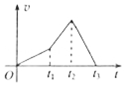 v
O t₁ t₂ t₃ t